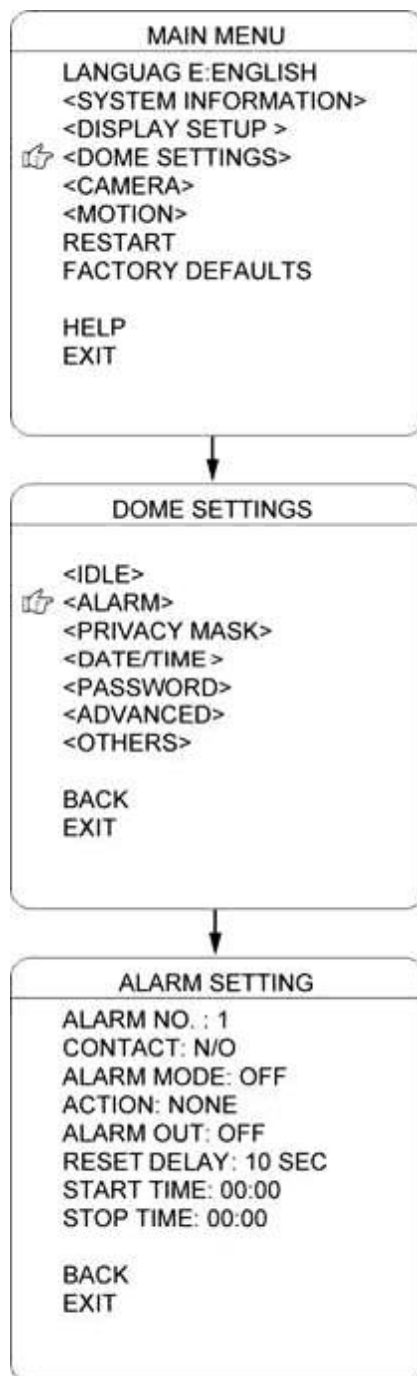 MAIN MENU
LANGUAG E:ENGLISH
<SYSTEM INFORMATION>
<DISPLAY SETUP >
<DOME SETTINGS>
<CAMERA>
<MOTION>
RESTART
FACTORY DEFAULTS
HELP
EXIT
DOME SETTINGS
<IDLE>
<ALARM>
<PRIVACY MASK>
<DATE/TIME >
<PASSWORD>
<ADVANCED>
<OTHERS>
BACK
EXIT
ALARM SETTING
ALARM NO. : 1
CONTACT: N/O
ALARM MODE: OFF
ACTION: NONE
ALARM OUT: OFF
RESET DELAY: 10 SEC
START TIME: 00:00
STOP TIME: 00:00
BACK
EXIT